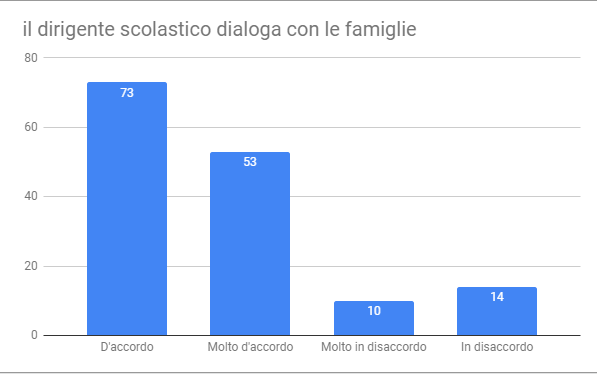 il dirigente scolastico dialoga con le famiglie
80
60
40
20
0
73
53
10
14
D'accordo
Molto d'accordo
Molto in disaccordo
In disaccordo